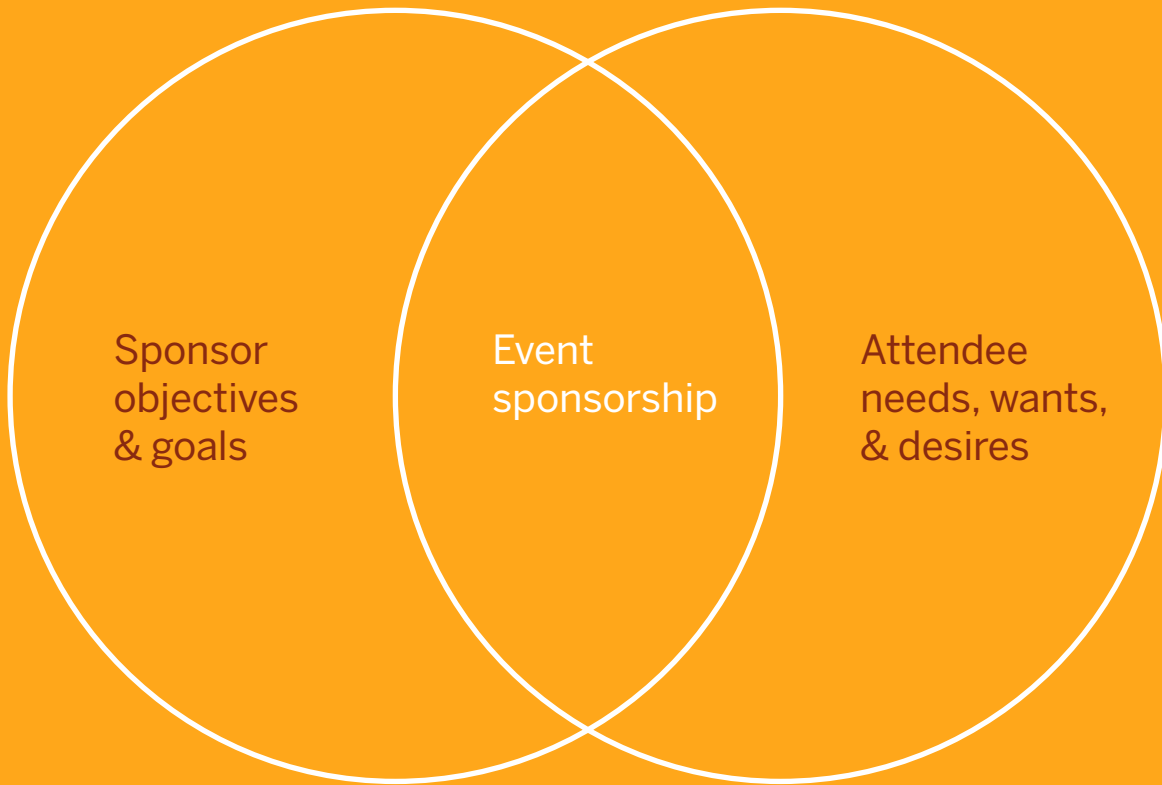 Sponsor
objectives
& goals
Event
sponsorship
Attendee
needs, wants,
& desires